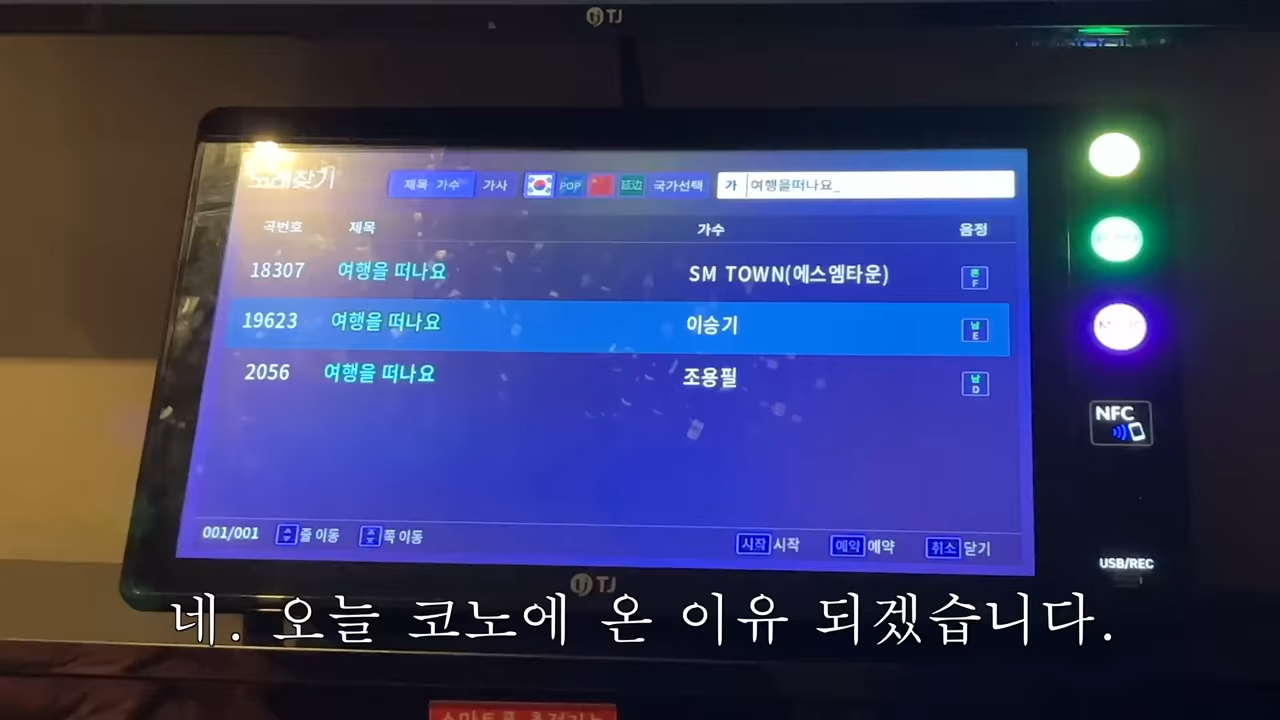 TJ
노래찾기 제목 가수 가사 POP 延边 국가선택 가 여행을떠나요_
곡번호 제목 가수 음정
18307 여행을 떠나요 SM TOWN(에스엠타운) 혼 F
19623 여행을 떠나요 이승기 남 E
2056 여행을 떠나요 조용필 남 D
NFC
001/001 줄 이동 쪽 이동 시작 시작 예약 예약 취소 닫기
USB/REC
TJ
네. 오늘 코노에 온 이유 되겠습니다.